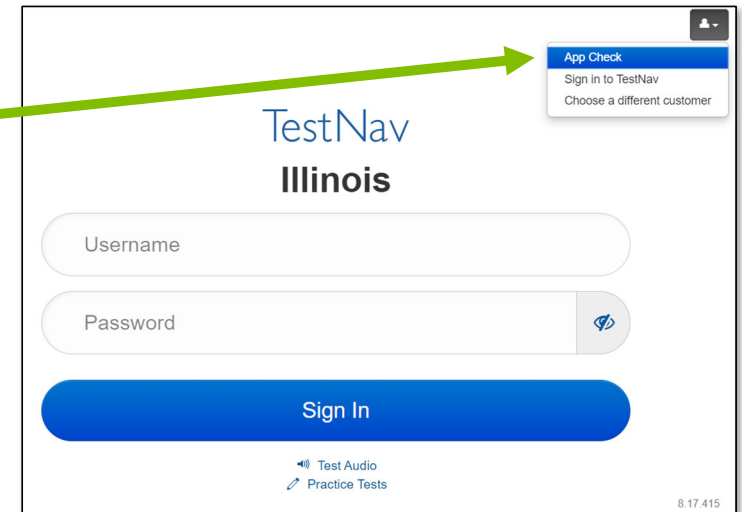 App Check
Sign in to TestNav
Choose a different customer
TestNav
Illinois
Username
Password
Sign In
Test Audio
Practice Tests
8.17.415